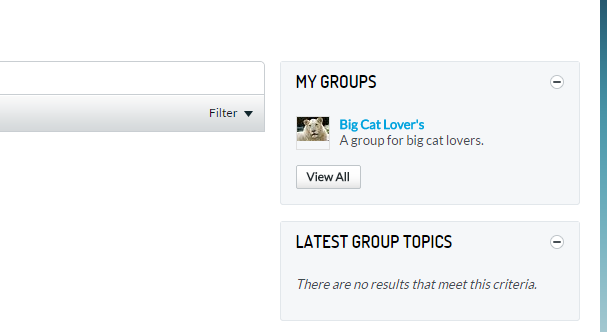 MY GROUPS
Filter
Big Cat Lover's
A group for big cat lovers.
View All
LATEST GROUP TOPICS
There are no results that meet this criteria.